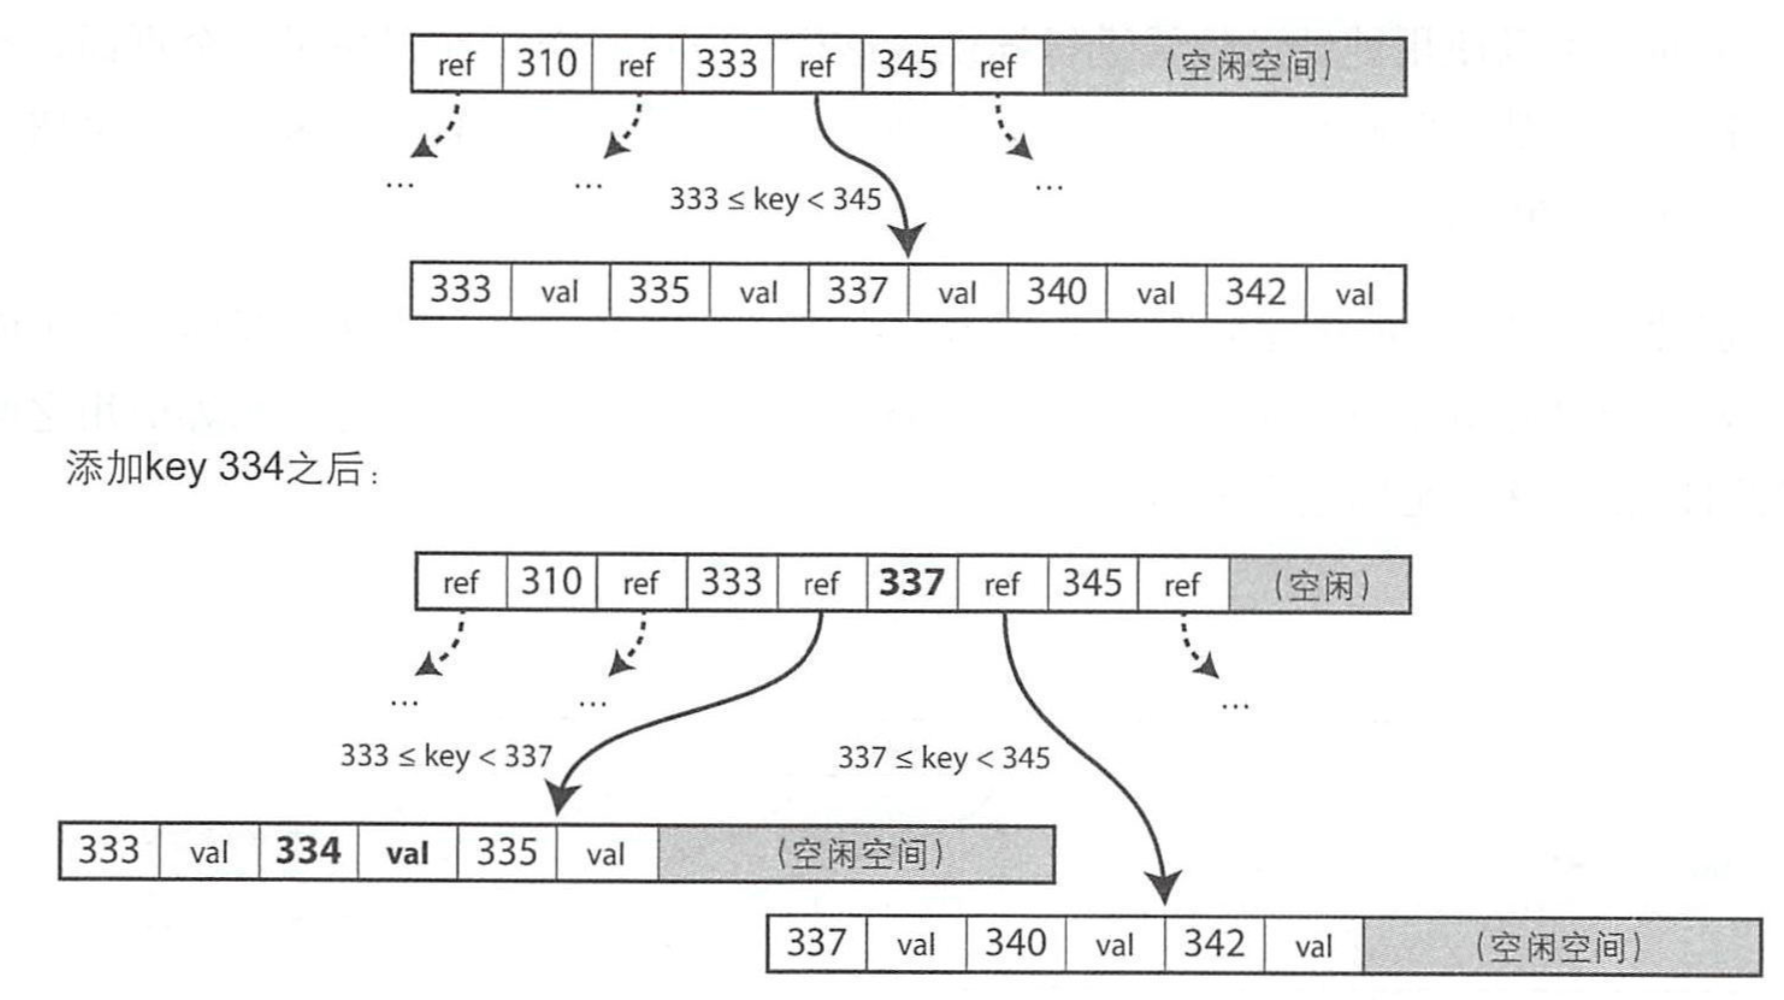 ref 310 ref 333 ref 345 ref (空闲空间)
... ... ...
333 ≤ key < 345
333 val 335 val 337 val 340 val 342 val
添加key 334之后:
ref 310 ref 333 ref 337 ref 345 ref (空闲)
... ... ...
333 ≤ key < 337 337 ≤ key < 345
333 val 334 val 335 val (空闲空间)
337 val 340 val 342 val (空闲空间)